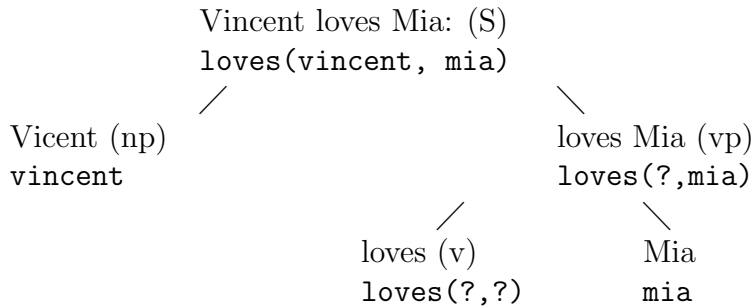 Vincent loves Mia: (S)
loves(vincent, mia)
Vicent (np)
loves Mia (vp)
vincent
loves(?,mia)
loves (v)
Mia
loves(?,?)
mia